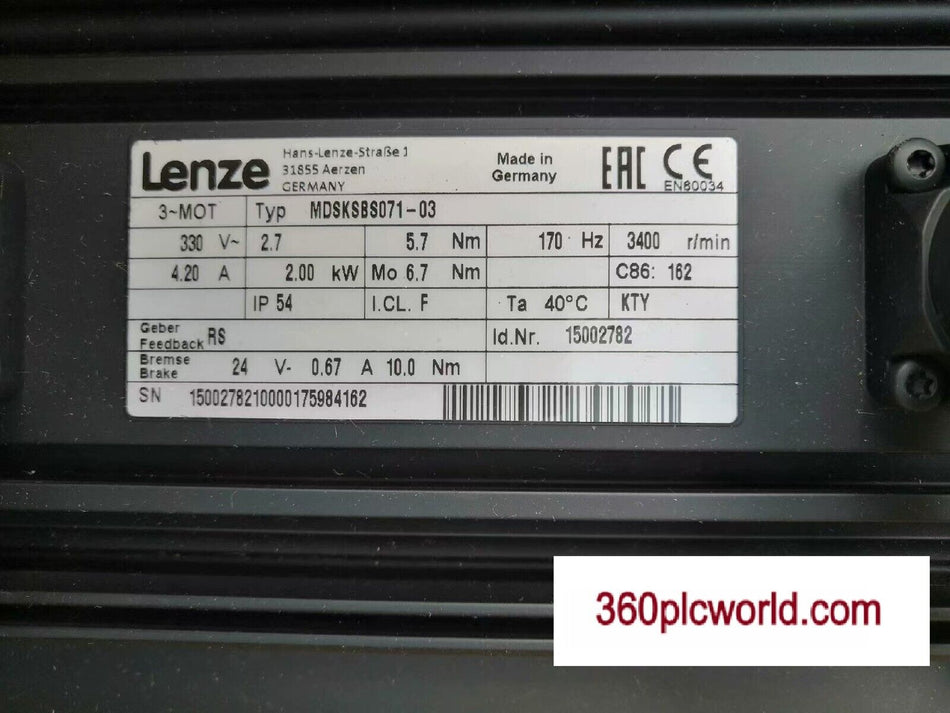 Lenze
Hans-Lenze-Straße 1
31855 Aerzen
GERMANY
Made in
Germany
EAC CE
EN60034
3~MOT Typ MDSKSBS071-03
330 V~ 2.7 5.7 Nm 170 Hz 3400 r/min
4.20 A 2.00 kW Mo 6.7 Nm C86: 162
IP 54 I.CL. F Ta 40°C KTY
Geber
Feedback RS Id.Nr. 15002782
Bremse
Brake 24 V- 0.67 A 10.0 Nm
SN 1500278210000175984162
360plcworld.com